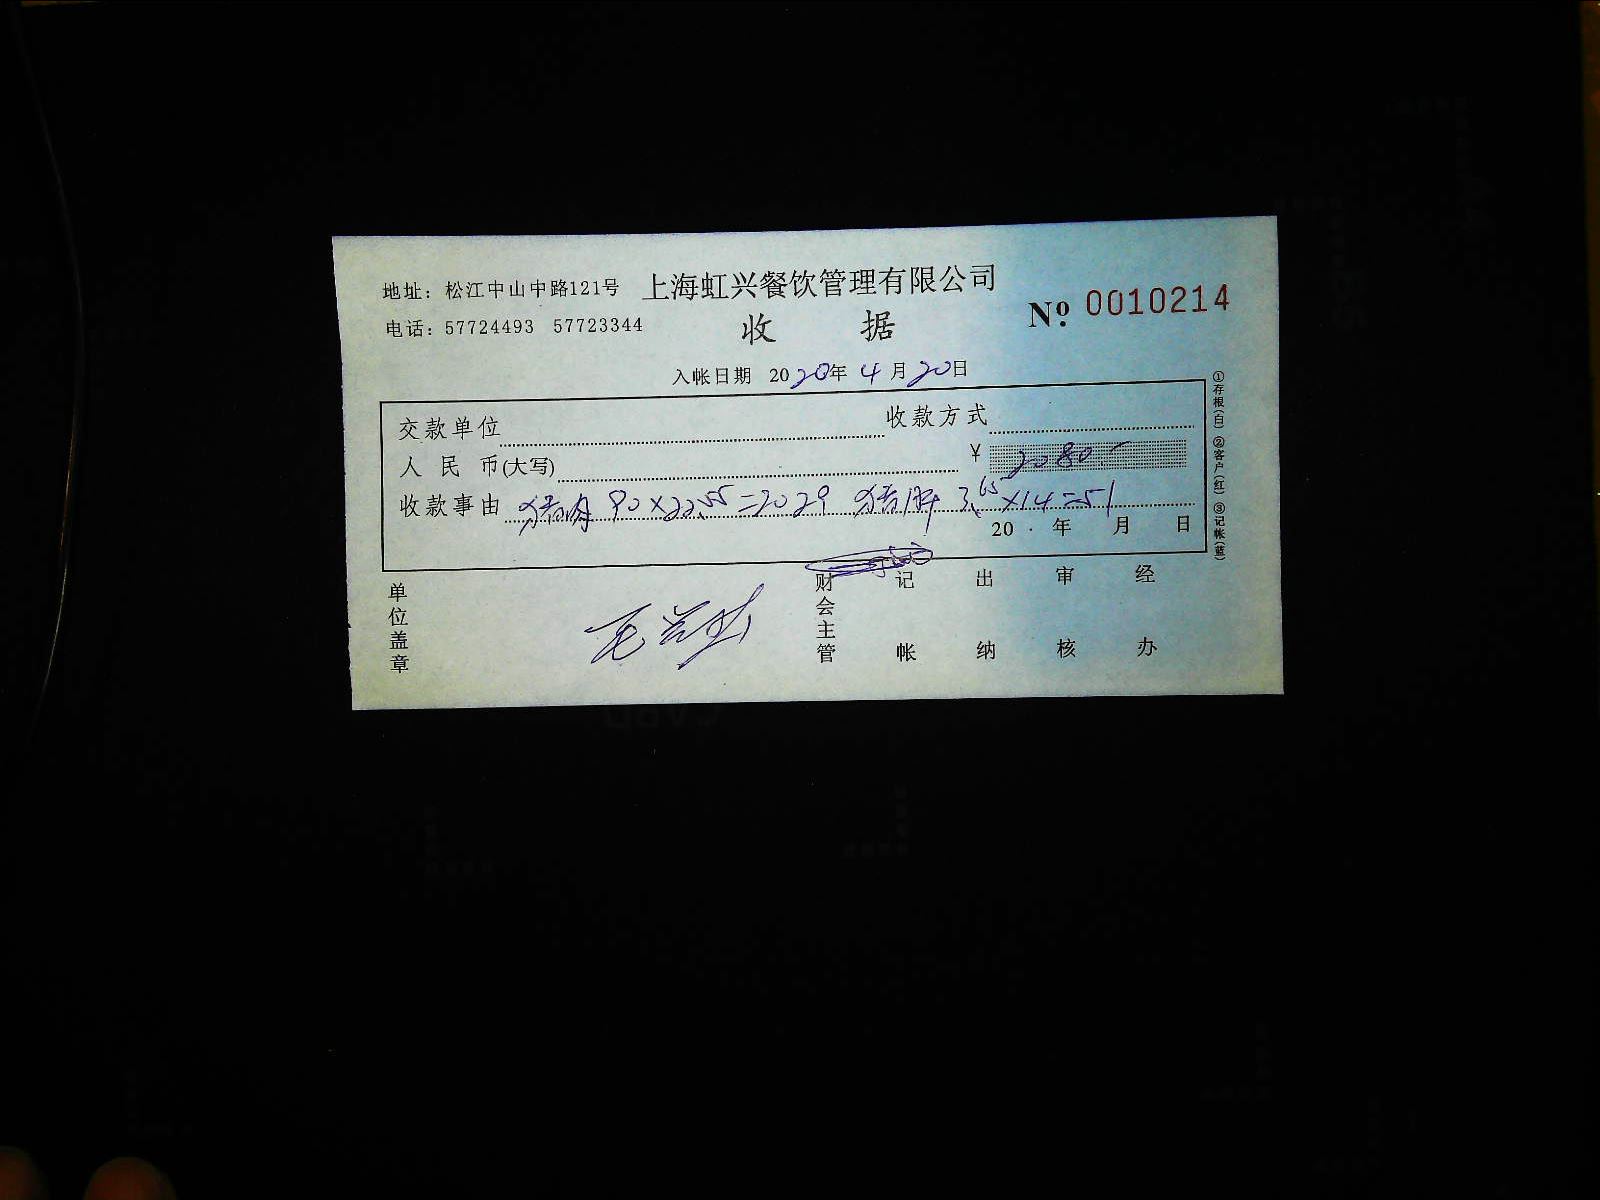 地址：松江中山中路121号 上海虹兴餐饮管理有限公司
电话：57724493 57723344 收 据 № 0010214
入帐日期 2020年4月20日
交款单位 收款方式
人民币(大写) ¥ 2080-
收款事由 猪肉 90×22.55=2029 猪 3.65×14=51
20 年 月 日
①存根(白) ②客户(红) ③记帐(蓝)
单位盖章
财会主管 记帐 出纳 审核 经办